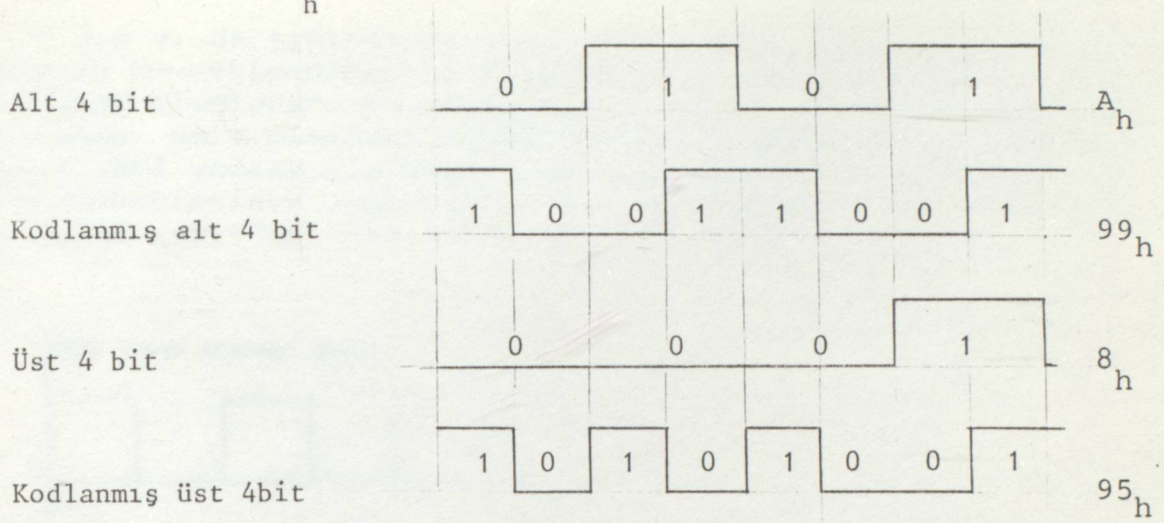 h
0 1 0 1
Alt 4 bit A h
1 0 0 1 1 0 0 1
Kodlanmış alt 4 bit 99 h
0 0 0 1
Üst 4 bit 8 h
1 0 1 0 1 0 0 1
Kodlanmış üst 4bit 95 h